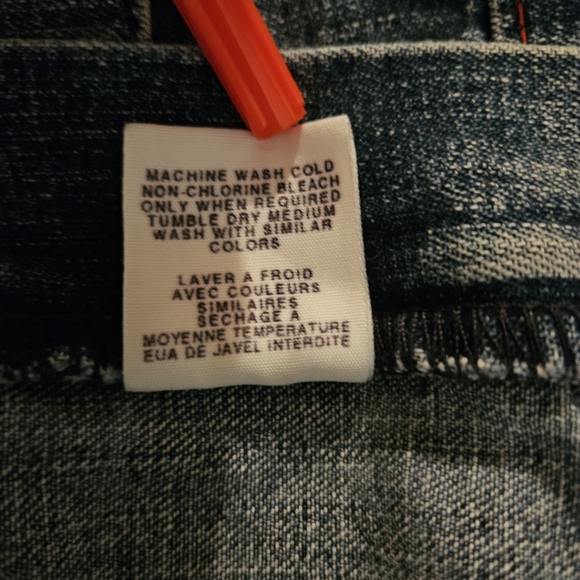 MACHINE WASH COLD
NON-CHLORINE BLEACH
ONLY WHEN REQUIRED
TUMBLE DRY MEDIUM
WASH WITH SIMILAR
COLORS
LAVER A FROID
AVEC COULEURS
SIMILAIRES
SECHAGE A
MOYENNE TEMPERATURE
EUA DE JAVEL INTERDITE